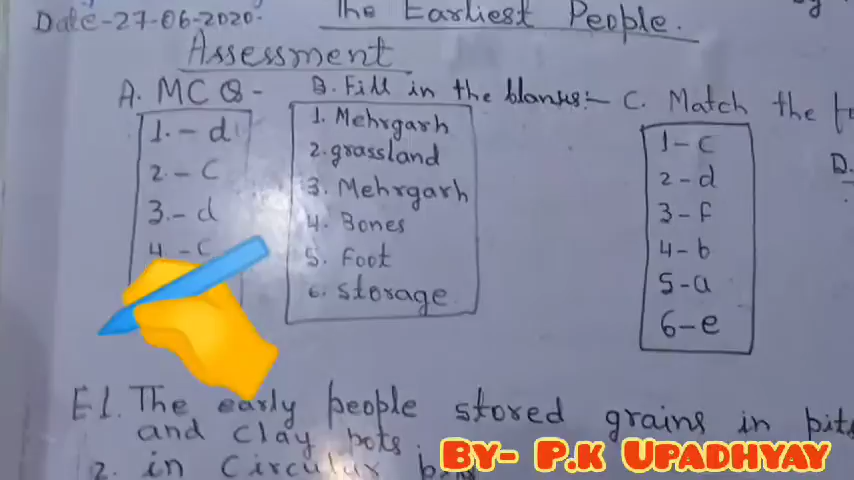 Date-27-06-2020.
The Earliest People.
Assessment
A. MCQ-
1. - d
2. - C
3. - d
4 - C
B. Fill in the blanks:-
1. Mehrgarh
2. grassland
3. Mehrgarh
4. Bones
5. Foot
6. Storage
C. Match the
1-C
2-d
3-f
4-b
5-a
6-e
D.
E1. The early people stored grains in pits
and clay pots.
2. in Circular
By- P.k Upadhyay